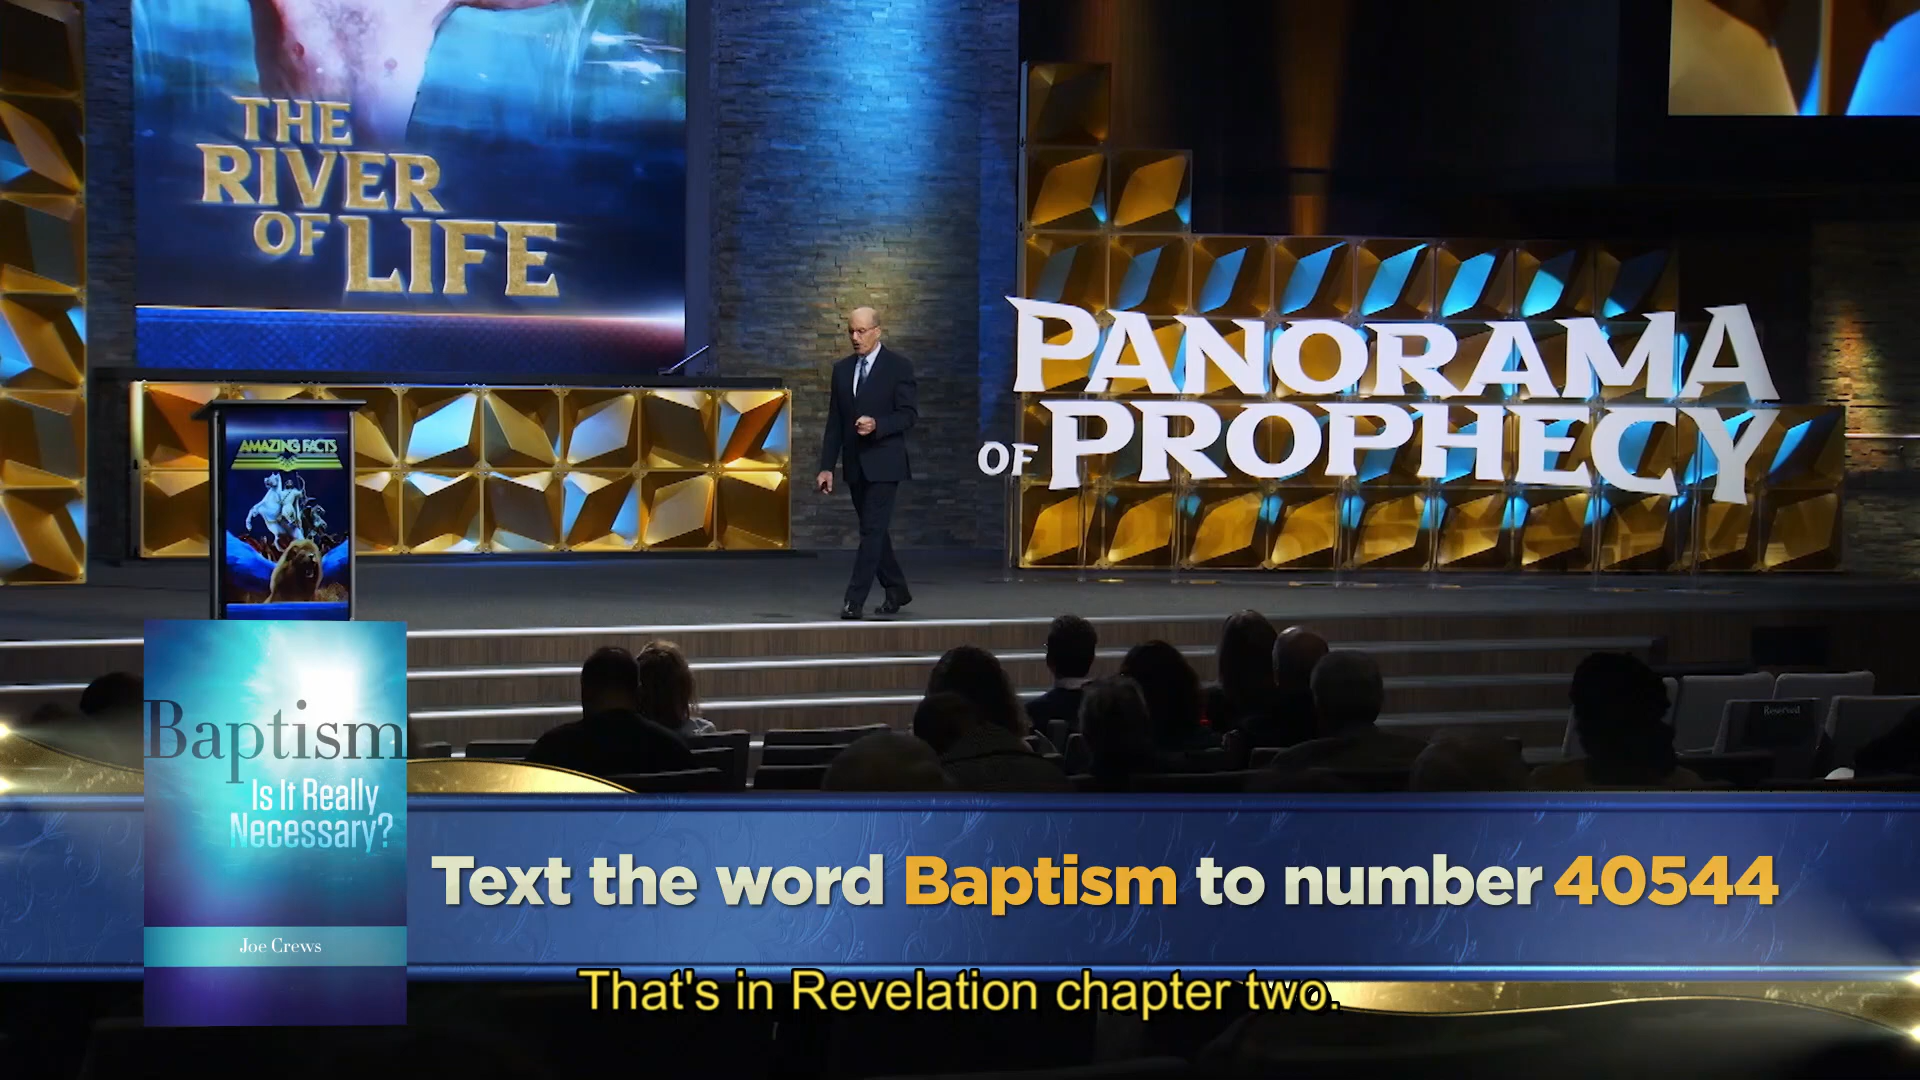 THE
RIVER
OF LIFE
PANORAMA
OF PROPHECY
AMAZING FACTS
Reserved
Baptism
Is It Really
Necessary?
Joe Crews
Text the word Baptism to number 40544
That's in Revelation chapter two.